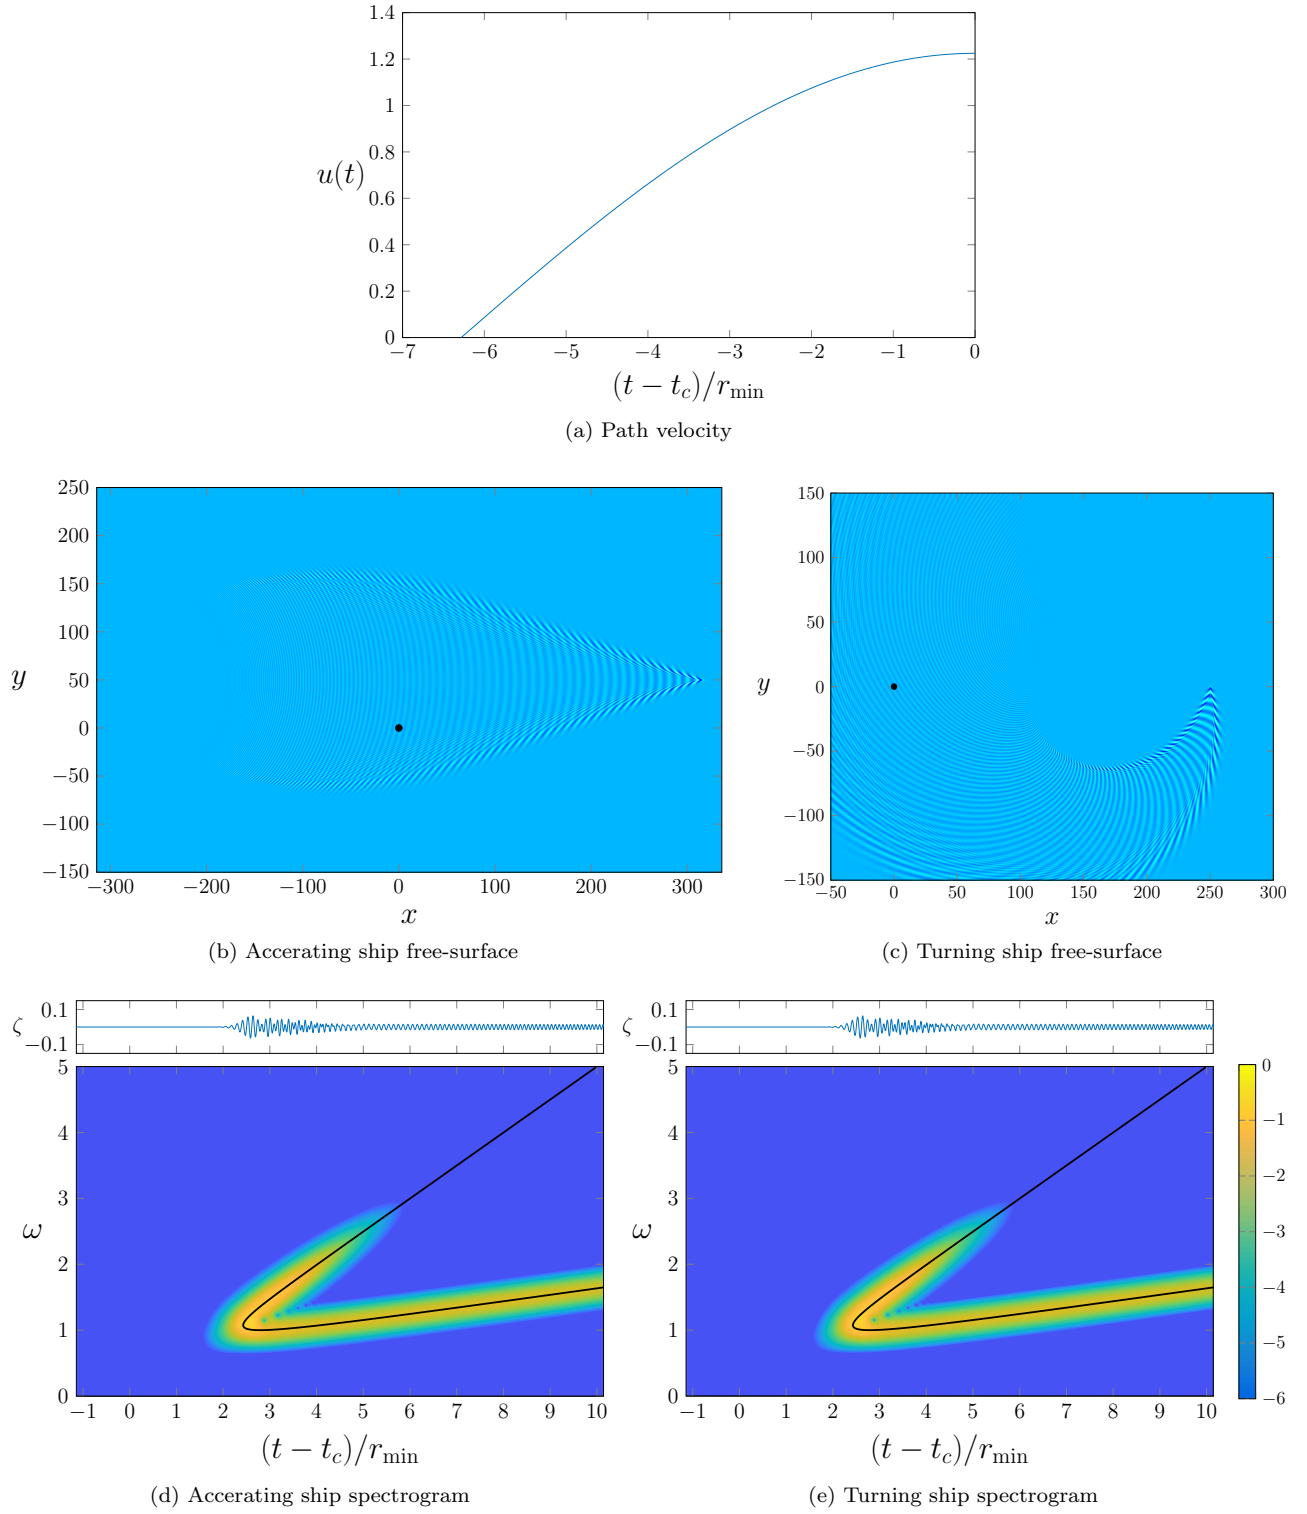 1.4
1.2
1
0.8
0.6
0.4
0.2
0
u(t)
−7 −6 −5 −4 −3 −2 −1 0
(t − t_c)/r_min
(a) Path velocity
250
200
150
100
50
0
−50
−100
−150
y
−300 −200 −100 0 100 200 300
x
(b) Accerating ship free-surface
150
100
50
0
−50
−100
−150
y
−50 0 50 100 150 200 250 300
x
(c) Turning ship free-surface
0.1
−0.1
ζ
5
4
3
2
1
0
ω
−1 0 1 2 3 4 5 6 7 8 9 10
(t − t_c)/r_min
(d) Accerating ship spectrogram
0.1
−0.1
ζ
5
4
3
2
1
0
ω
−1 0 1 2 3 4 5 6 7 8 9 10
(t − t_c)/r_min
0
−1
−2
−3
−4
−5
−6
(e) Turning ship spectrogram